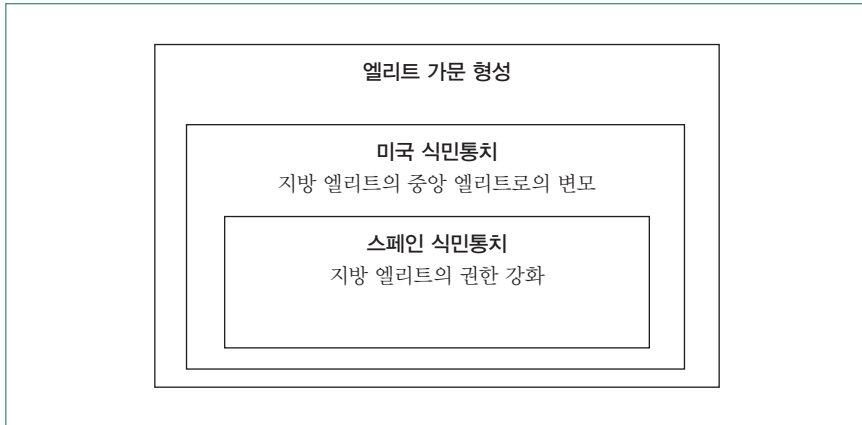 엘리트 가문 형성
미국 식민통치
지방 엘리트의 중앙 엘리트로의 변모
스페인 식민통치
지방 엘리트의 권한 강화